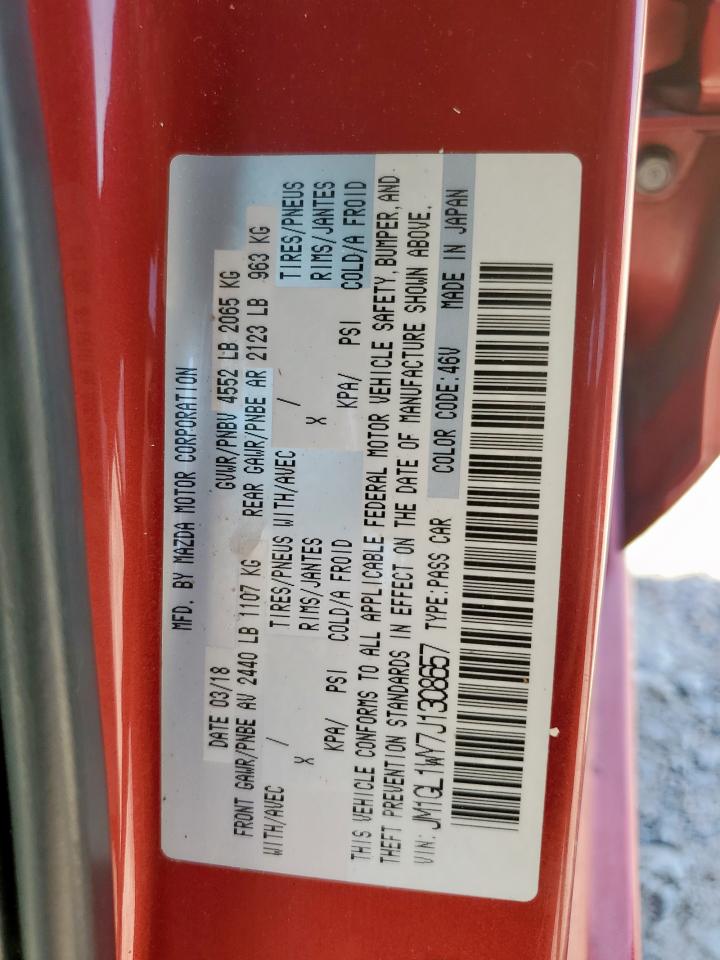 MFD. BY MAZDA MOTOR CORPORATION
DATE 03/18 GVWR/PNBV 4552 LB 2065 KG
FRONT GAWR/PNBE AV 2440 LB 1107 KG REAR GAWR/PNBE AR 2123 LB 963 KG
WITH/AVEC / TIRES/PNEUS WITH/AVEC / TIRES/PNEUS
X RIMS/JANTES X RIMS/JANTES
KPA/ PSI COLD/A FROID KPA/ PSI COLD/A FROID
THIS VEHICLE CONFORMS TO ALL APPLICABLE FEDERAL MOTOR VEHICLE SAFETY, BUMPER, AND
THEFT PREVENTION STANDARDS IN EFFECT ON THE DATE OF MANUFACTURE SHOWN ABOVE.
VIN: JM1GL1WY7J1308657 TYPE:PASS CAR COLOR CODE:46V MADE IN JAPAN